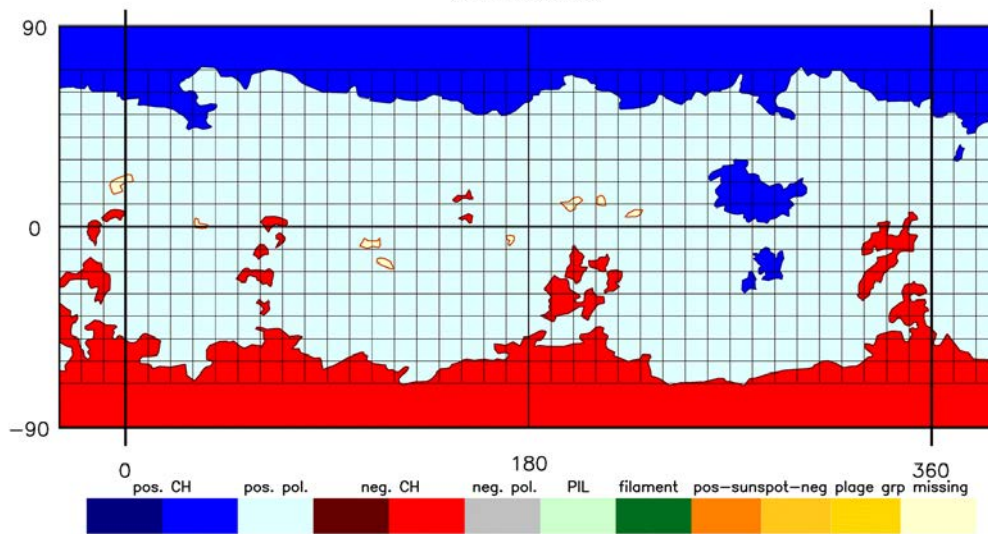 90
0
-90
0 180 360
pos. CH pos. pol. neg. CH neg. pol. PIL filament pos-sunspot-neg plage grp missing